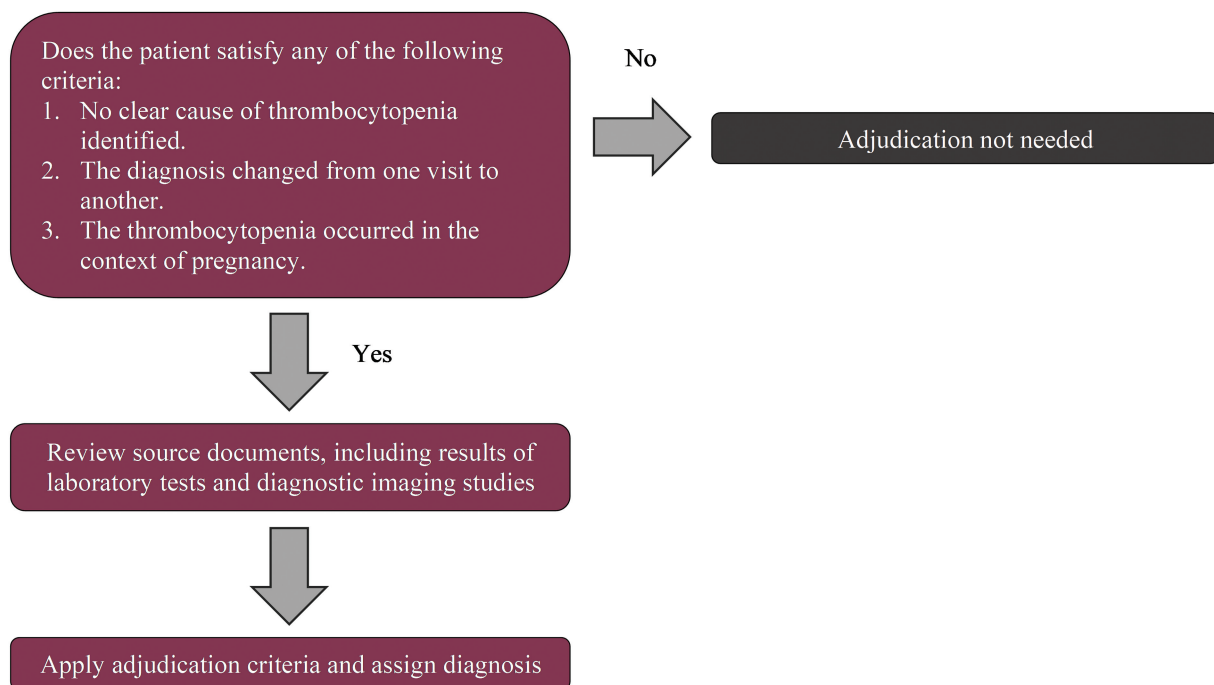 Does the patient satisfy any of the following
criteria:
1. No clear cause of thrombocytopenia
identified.
2. The diagnosis changed from one visit to
another.
3. The thrombocytopenia occurred in the
context of pregnancy.
No
Adjudication not needed
Yes
Review source documents, including results of
laboratory tests and diagnostic imaging studies
Apply adjudication criteria and assign diagnosis